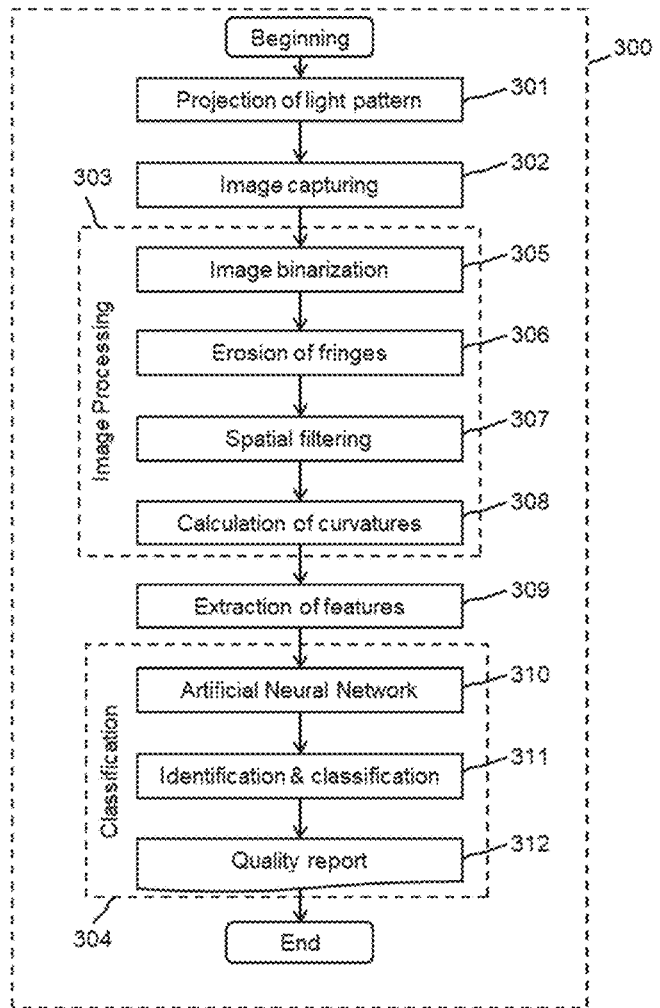 Beginning
300
Projection of light pattern
301
Image capturing
302
303
Image Processing
Image binarization
305
Erosion of fringes
306
Spatial filtering
307
Calculation of curvatures
308
Extraction of features
309
Classification
Artificial Neural Network
310
Identification & classification
311
Quality report
312
304
End